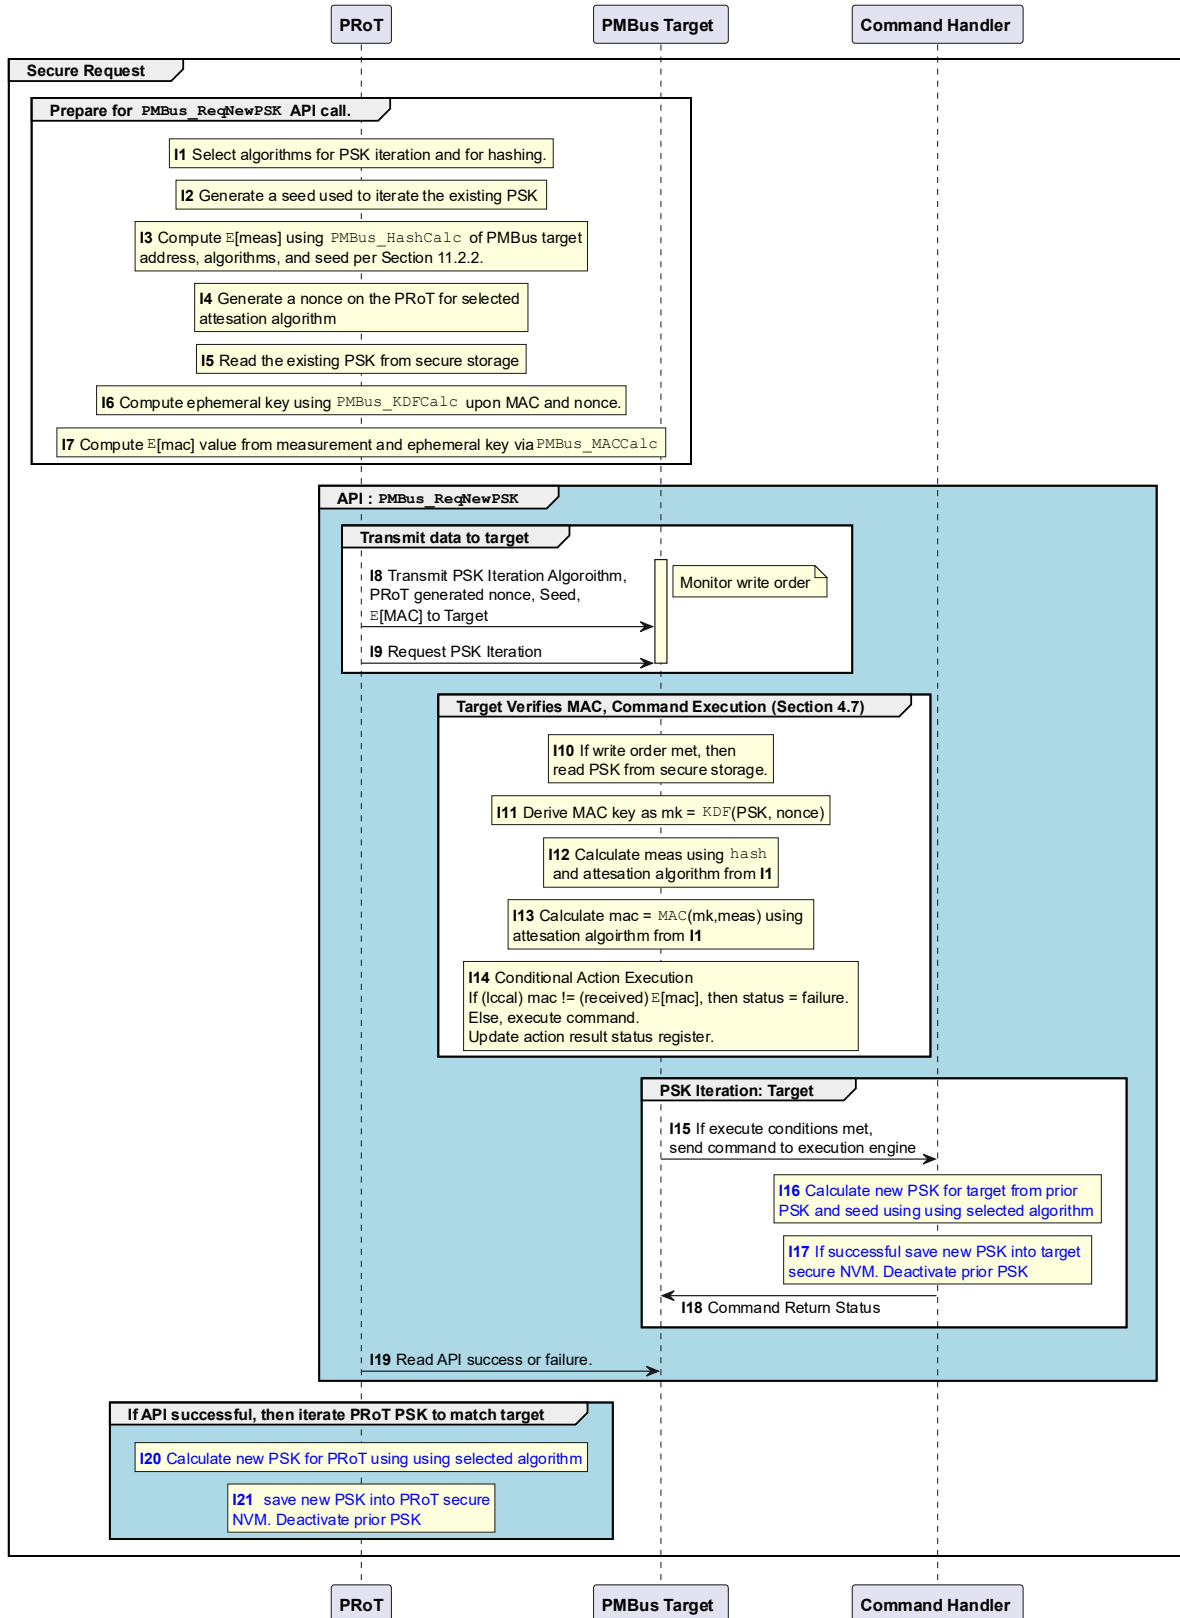 PRoT
PMBus Target
Command Handler
Secure Request
Prepare for PMBus_ReqNewPSK API call.
I1 Select algorithms for PSK iteration and for hashing.
I2 Generate a seed used to iterate the existing PSK
I3 Compute E[meas] using PMBus_HashCalc of PMBus target
address, algorithms, and seed per Section 11.2.2.
I4 Generate a nonce on the PRoT for selected
attesation algorithm
I5 Read the existing PSK from secure storage
I6 Compute ephemeral key using PMBus_KDFCalc upon MAC and nonce.
I7 Compute E[mac] value from measurement and ephemeral key via PMBus_MACCalc
API : PMBus_ReqNewPSK
Transmit data to target
I8 Transmit PSK Iteration Algoroithm,
PRoT generated nonce, Seed,
E[MAC] to Target
Monitor write order
I9 Request PSK Iteration
Target Verifies MAC, Command Execution (Section 4.7)
I10 If write order met, then
read PSK from secure storage.
I11 Derive MAC key as mk = KDF(PSK, nonce)
I12 Calculate meas using hash
and attesation algorithm from I1
I13 Calculate mac = MAC(mk,meas) using
attesation algoirthm from I1
I14 Conditional Action Execution
If (lccal) mac != (received) E[mac], then status = failure.
Else, execute command.
Update action result status register.
PSK Iteration: Target
I15 If execute conditions met,
send command to execution engine
I16 Calculate new PSK for target from prior
PSK and seed using using selected algorithm
I17 If successful save new PSK into target
secure NVM. Deactivate prior PSK
I18 Command Return Status
I19 Read API success or failure.
If API successful, then iterate PRoT PSK to match target
I20 Calculate new PSK for PRoT using using selected algorithm
I21 save new PSK into PRoT secure
NVM. Deactivate prior PSK
PRoT
PMBus Target
Command Handler